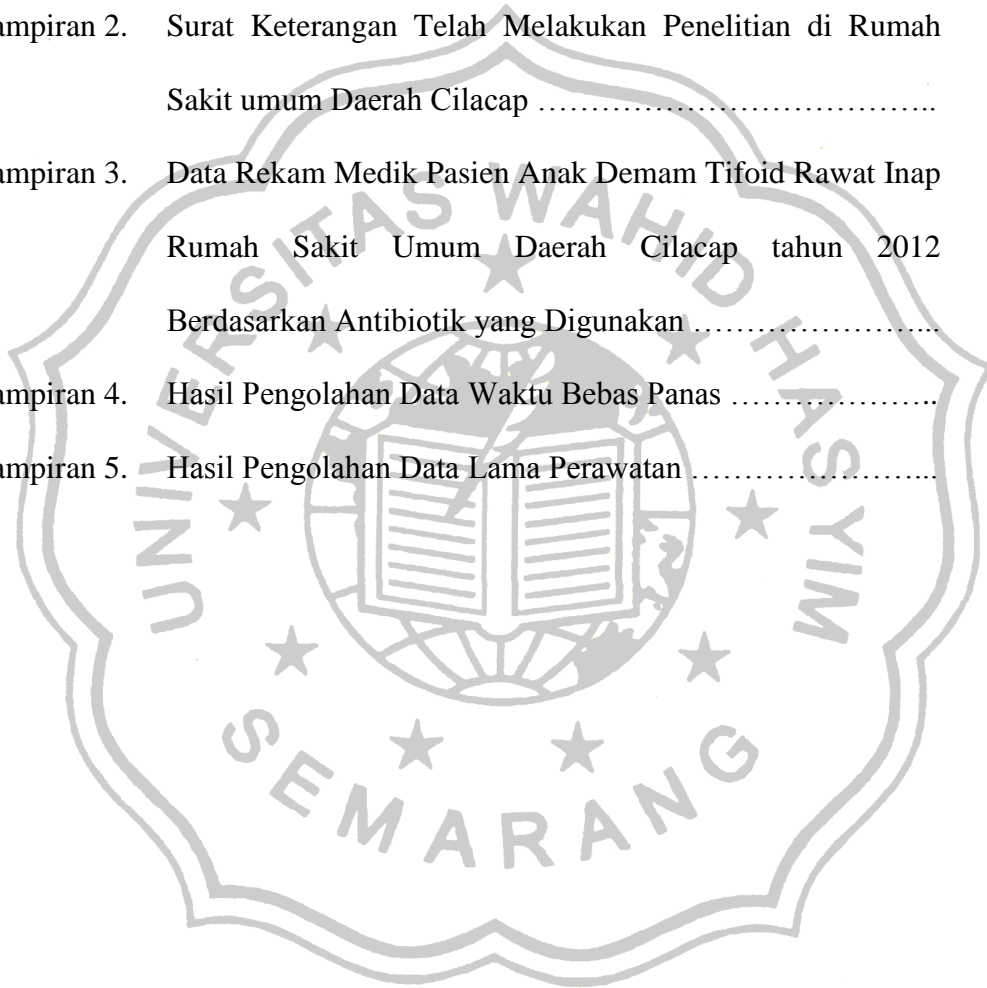 ampiran 2. Surat Keterangan Telah Melakukan Penelitian di Rumah
Sakit umum Daerah Cilacap ………………………………..
ampiran 3. Data Rekam Medik Pasien Anak Demam Tifoid Rawat Inap
Rumah Sakit Umum Daerah Cilacap tahun 2012
Berdasarkan Antibiotik yang Digunakan …………………...
ampiran 4. Hasil Pengolahan Data Waktu Bebas Panas ………………..
ampiran 5. Hasil Pengolahan Data Lama Perawatan …………………...
UNIVERSITAS WAHID HASYIM
SEMARANG